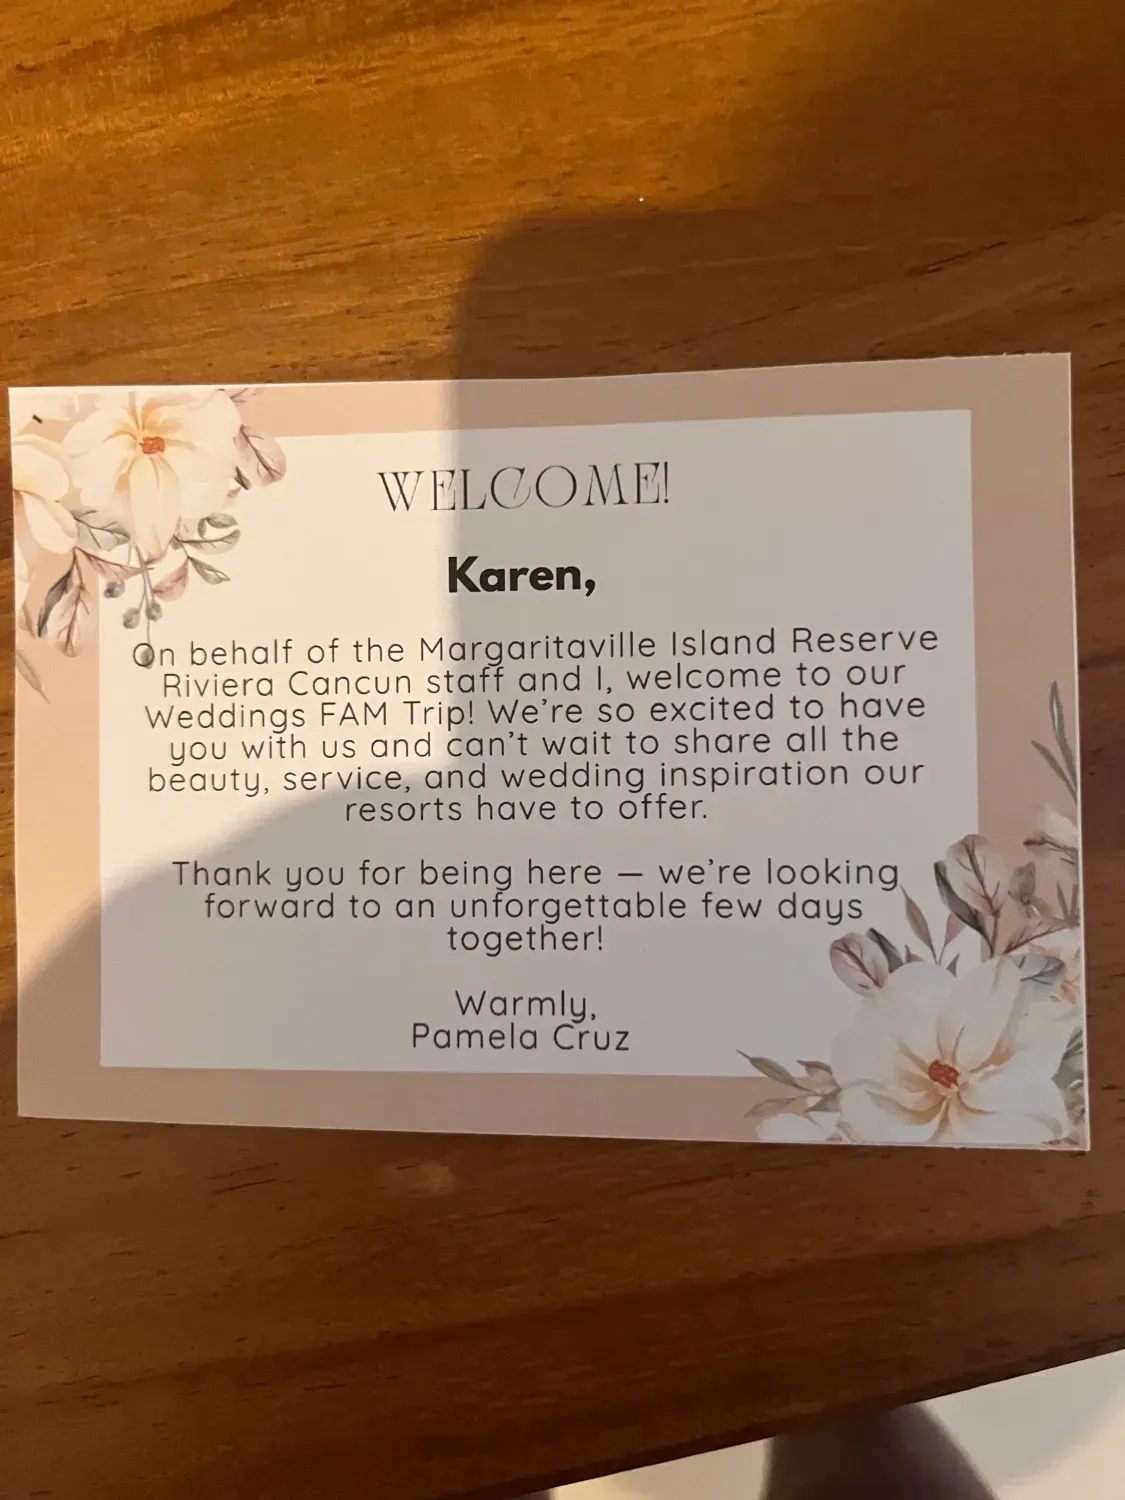 WELCOME!
Karen,
On behalf of the Margaritaville Island Reserve
Riviera Cancun staff and I, welcome to our
Weddings FAM Trip! We’re so excited to have
you with us and can’t wait to share all the
beauty, service, and wedding inspiration our
resorts have to offer.
Thank you for being here — we’re looking
forward to an unforgettable few days
together!
Warmly,
Pamela Cruz